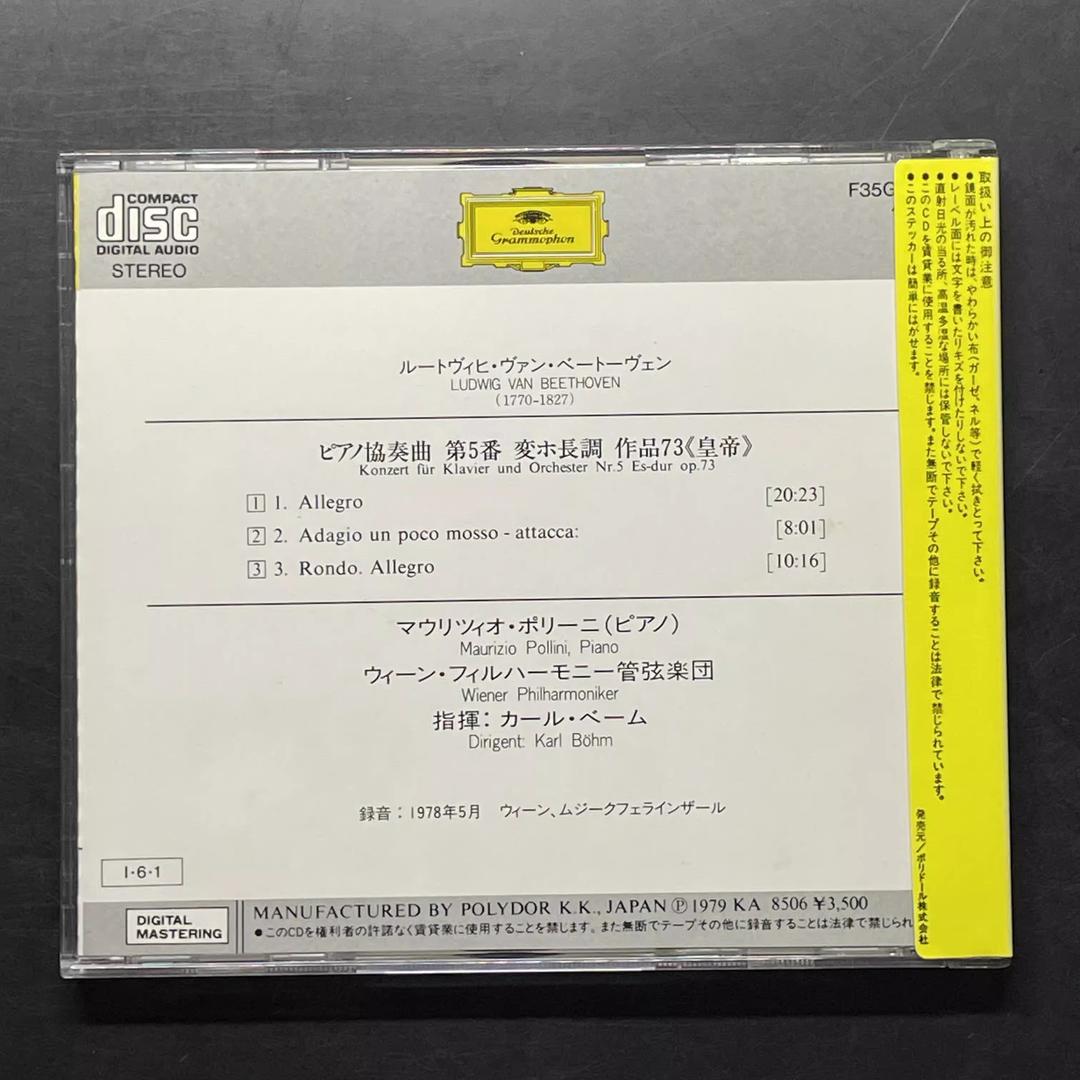 COMPACT
disc
DIGITAL AUDIO
STEREO
Deutsche
Grammophon
F35G
ルートヴィヒ・ヴァン・ベートーヴェン
LUDWIG VAN BEETHOVEN
(1770-1827)
ピアノ協奏曲 第5番 変ホ長調 作品73《皇帝》
Konzert für Klavier und Orchester Nr.5 Es-dur op.73
1 1. Allegro [20:23]
2 2. Adagio un poco mosso - attacca: [8:01]
3 3. Rondo. Allegro [10:16]
マウリツィオ・ポリーニ(ピアノ)
Maurizio Pollini, Piano
ウィーン・フィルハーモニー管弦楽団
Wiener Philharmoniker
指揮: カール・ベーム
Dirigent: Karl Böhm
録音:1978年5月 ウィーン、ムジークフェラインザール
I・6・1
DIGITAL
MASTERING
MANUFACTURED BY POLYDOR K.K., JAPAN Ⓟ 1979 KA 8506 ¥3,500
●このCDを権利者の許諾なく賃貸業に使用することを禁じます。また無断でテープその他に録音することは法律で禁じられ
取扱い上の御注意
●鏡面が汚れた時は、やわらかい布(ガーゼ、ネル等)で軽く拭きとって下さい。
●レーベル面には文字を書いたりキズを付けたりしないで下さい。
●直射日光の当る所、高温多湿な場所には保管しないで下さい。
●このCDを賃貸業に使用することを禁じます。また無断でテープその他に録音することは法律で禁じられています。
●このステッカーは簡単にはがせます。
発売元/ポリドール株式会社